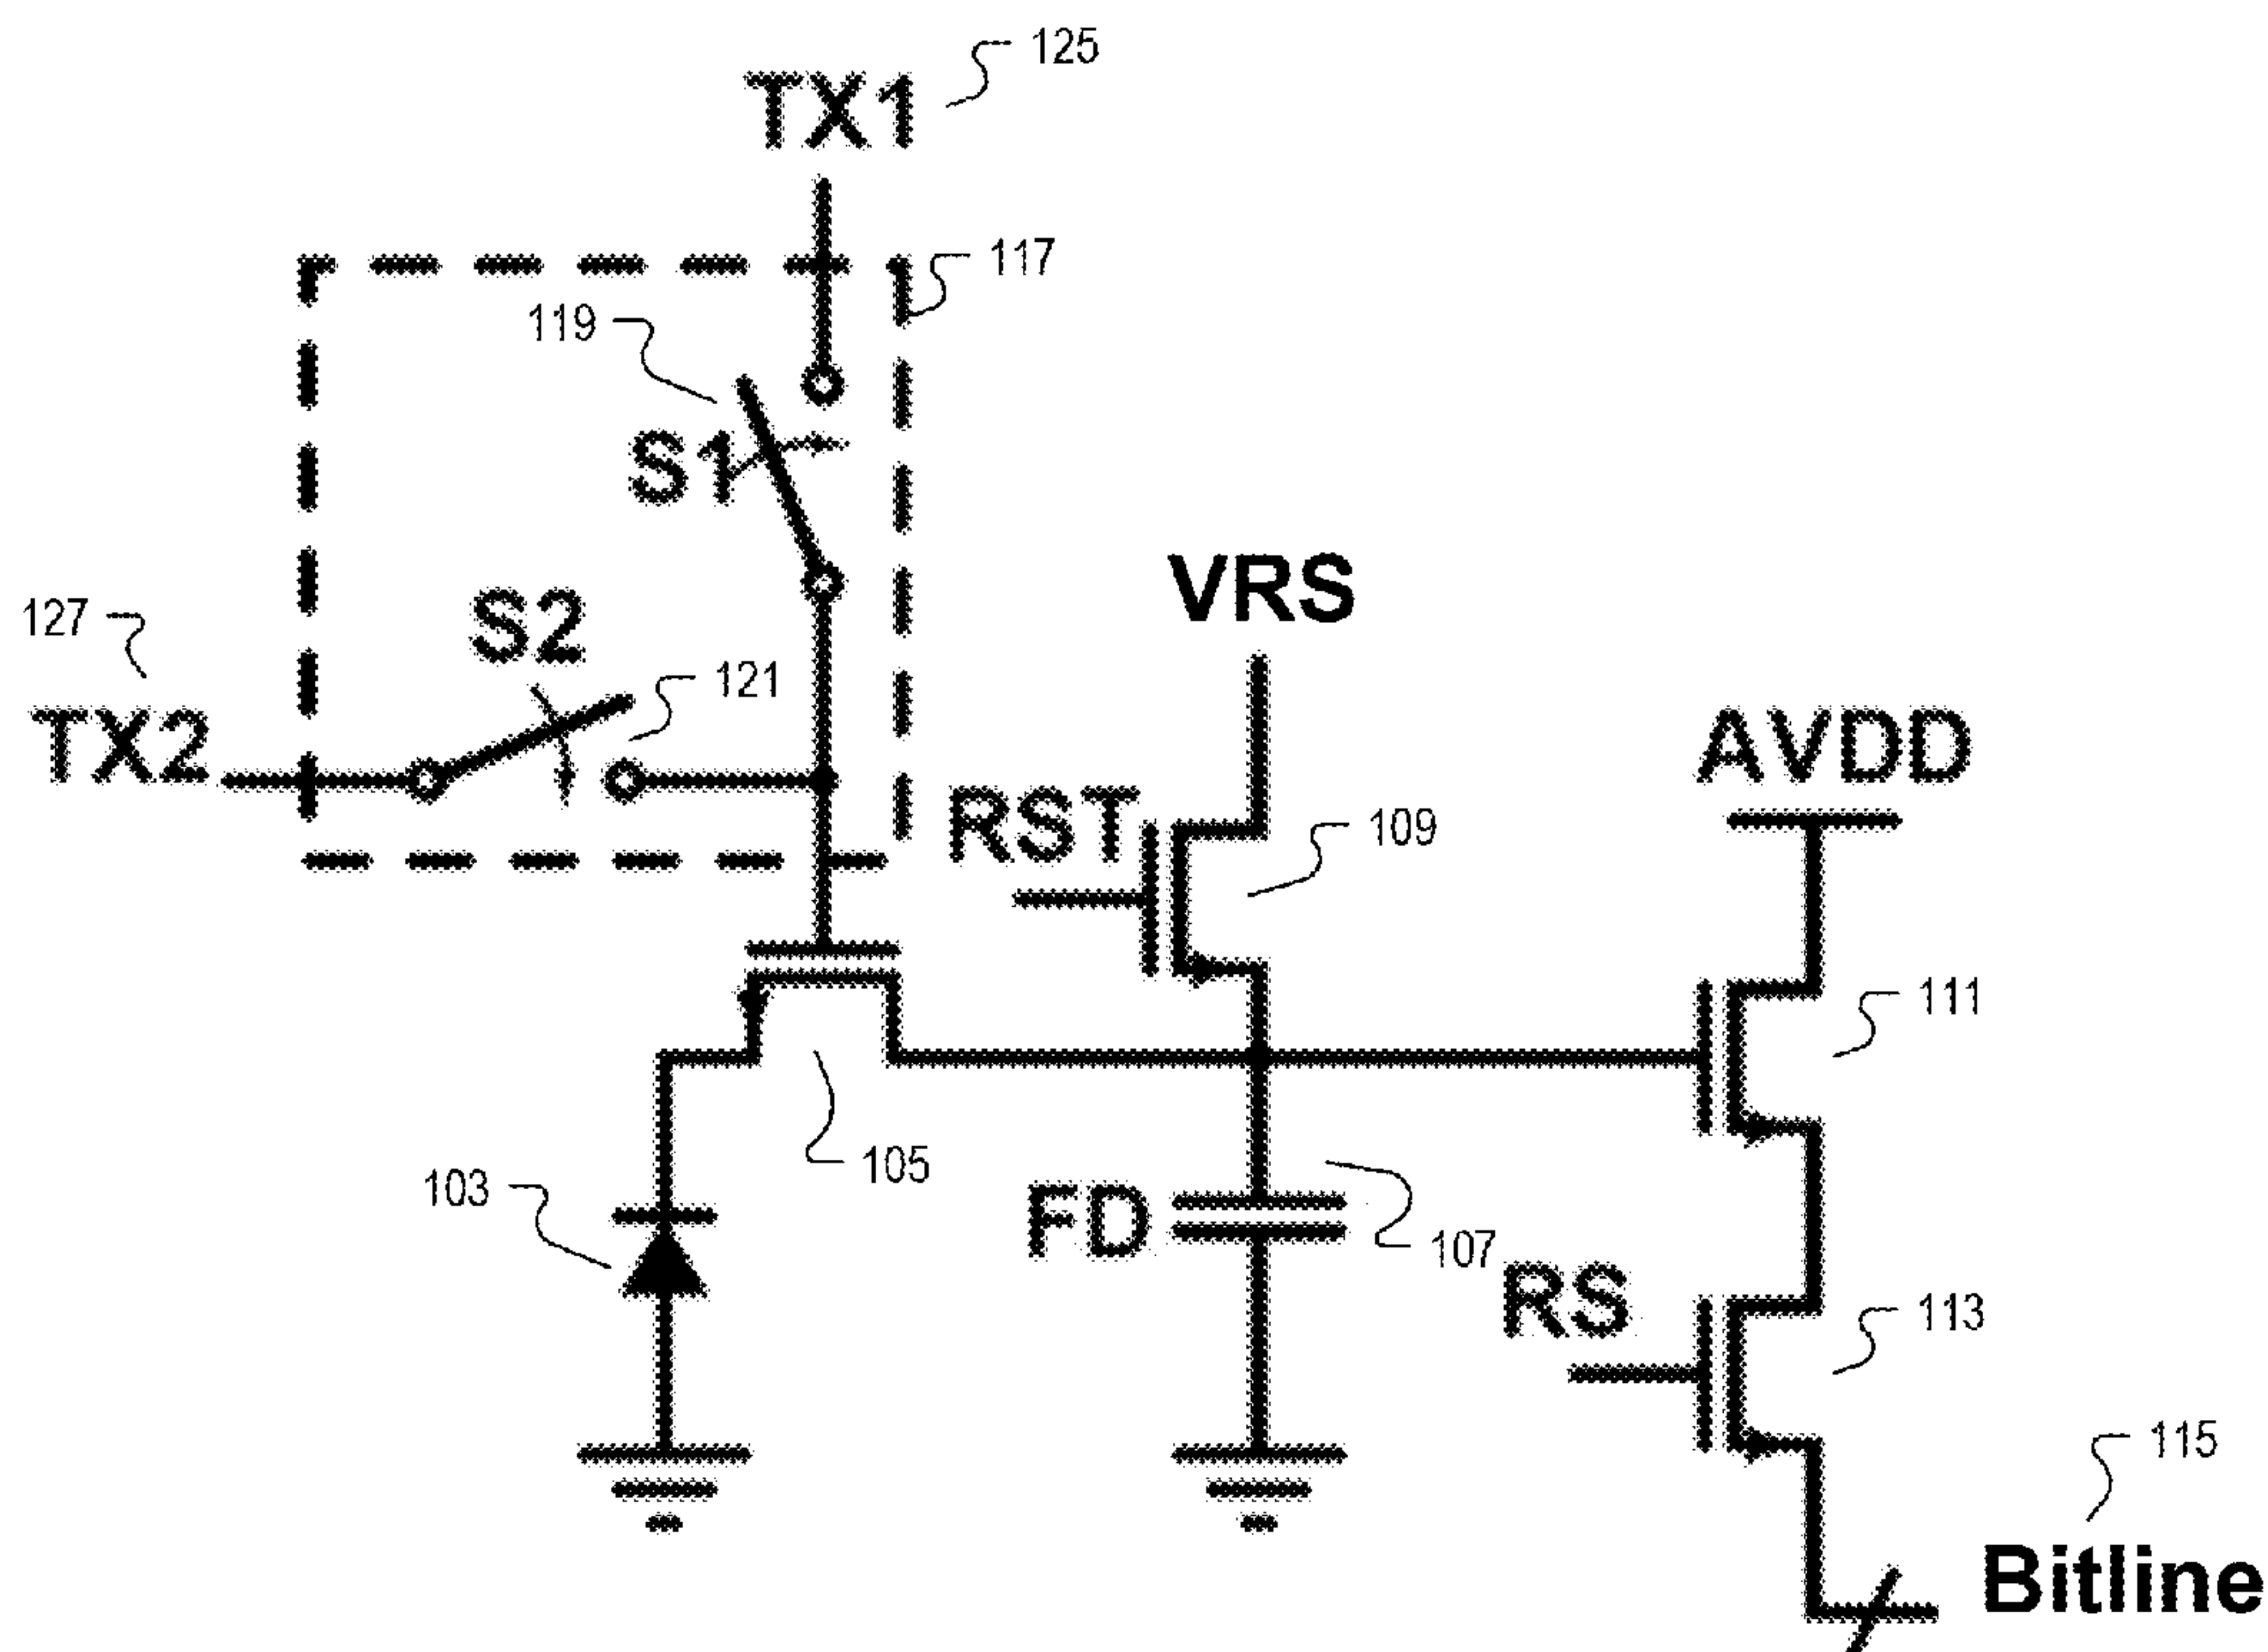 125
TX1
117
119
S1
VRS
S2
127
121
TX2
AVDD
RST
109
111
105
103
FD
107
RS
113
115
Bitline